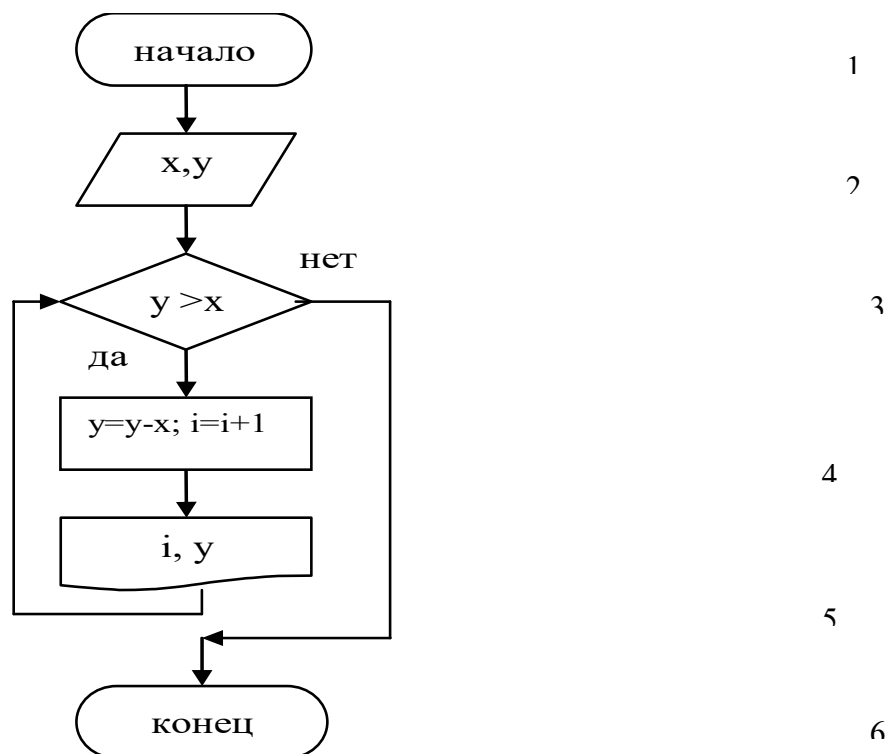 начало
1
x,y
2
нет
y >x
3
да
y=y-x; i=i+1
4
i, y
5
конец
6